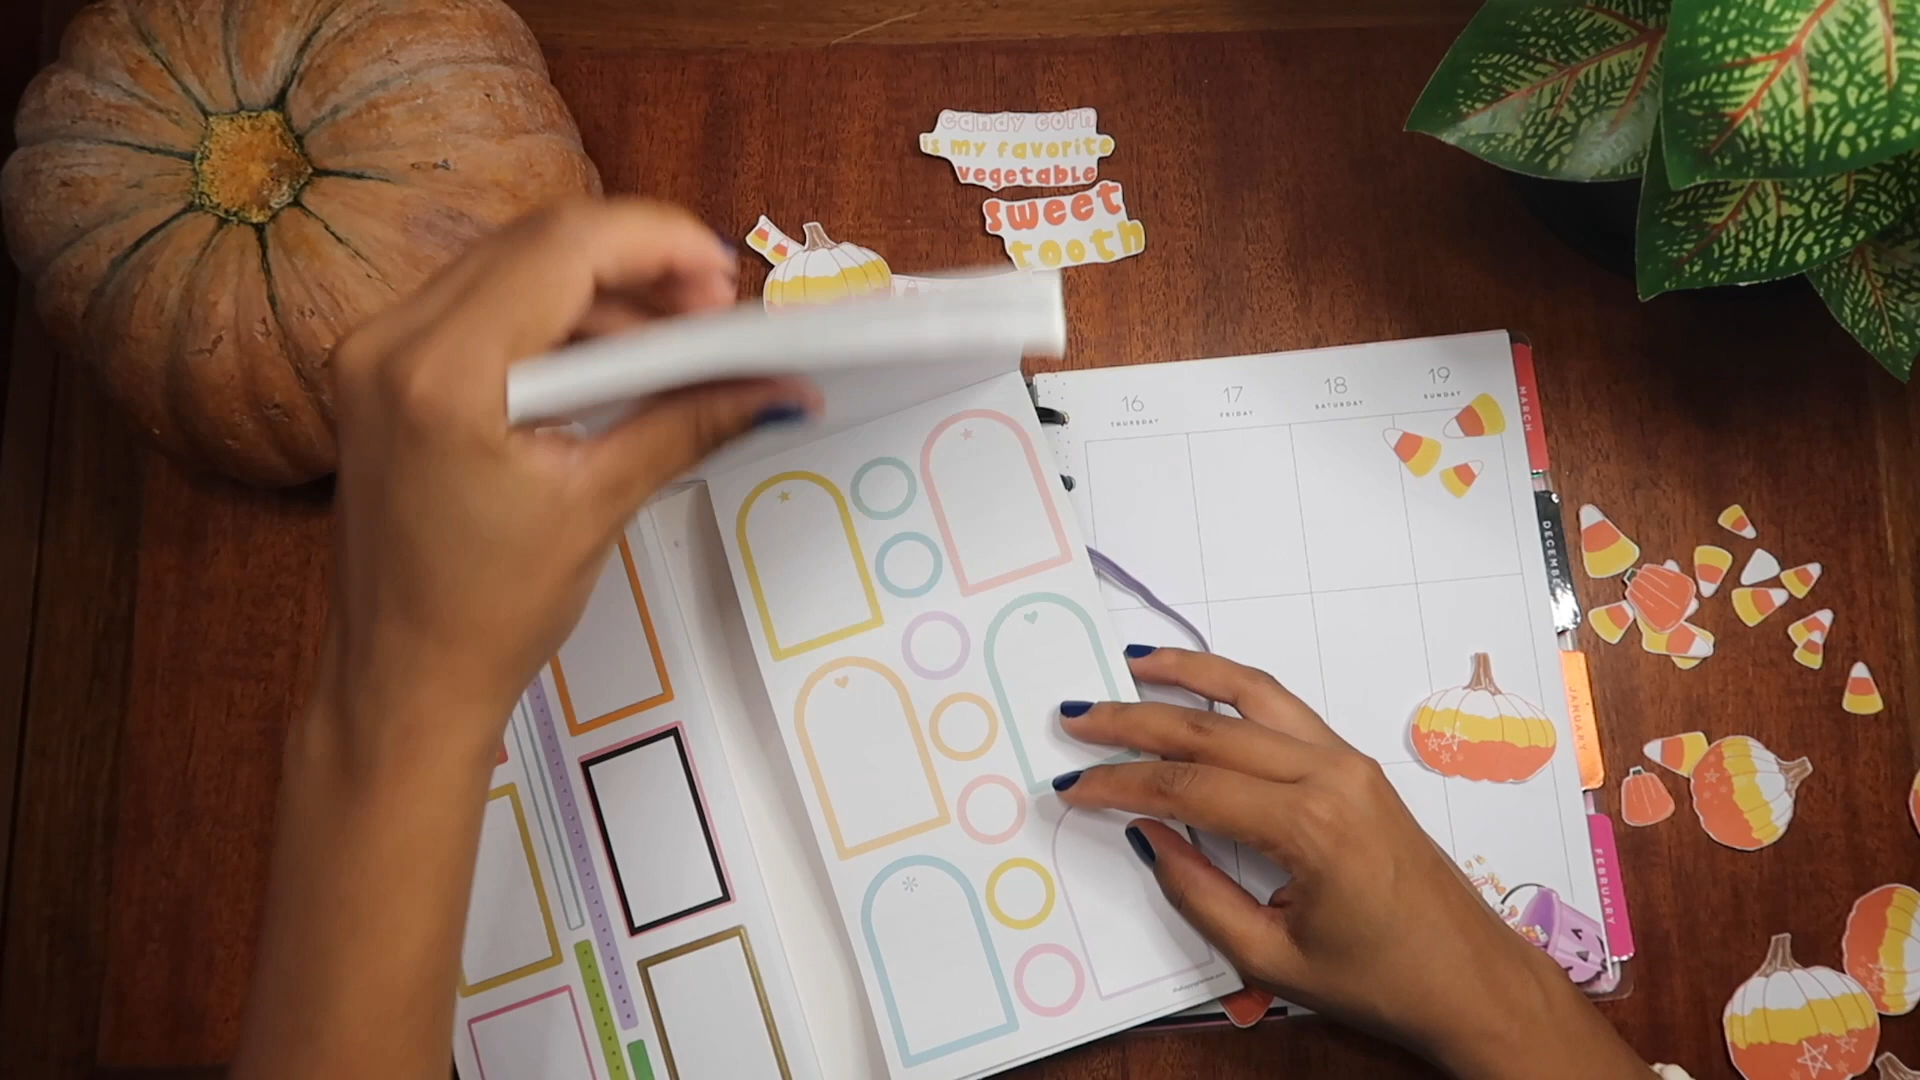 candy corn
is my favorite
vegetable
sweet
tooth
16 17 18 19
THURSDAY FRIDAY SATURDAY SUNDAY
MARCH
DECEMBER
JANUARY
FEBRUARY